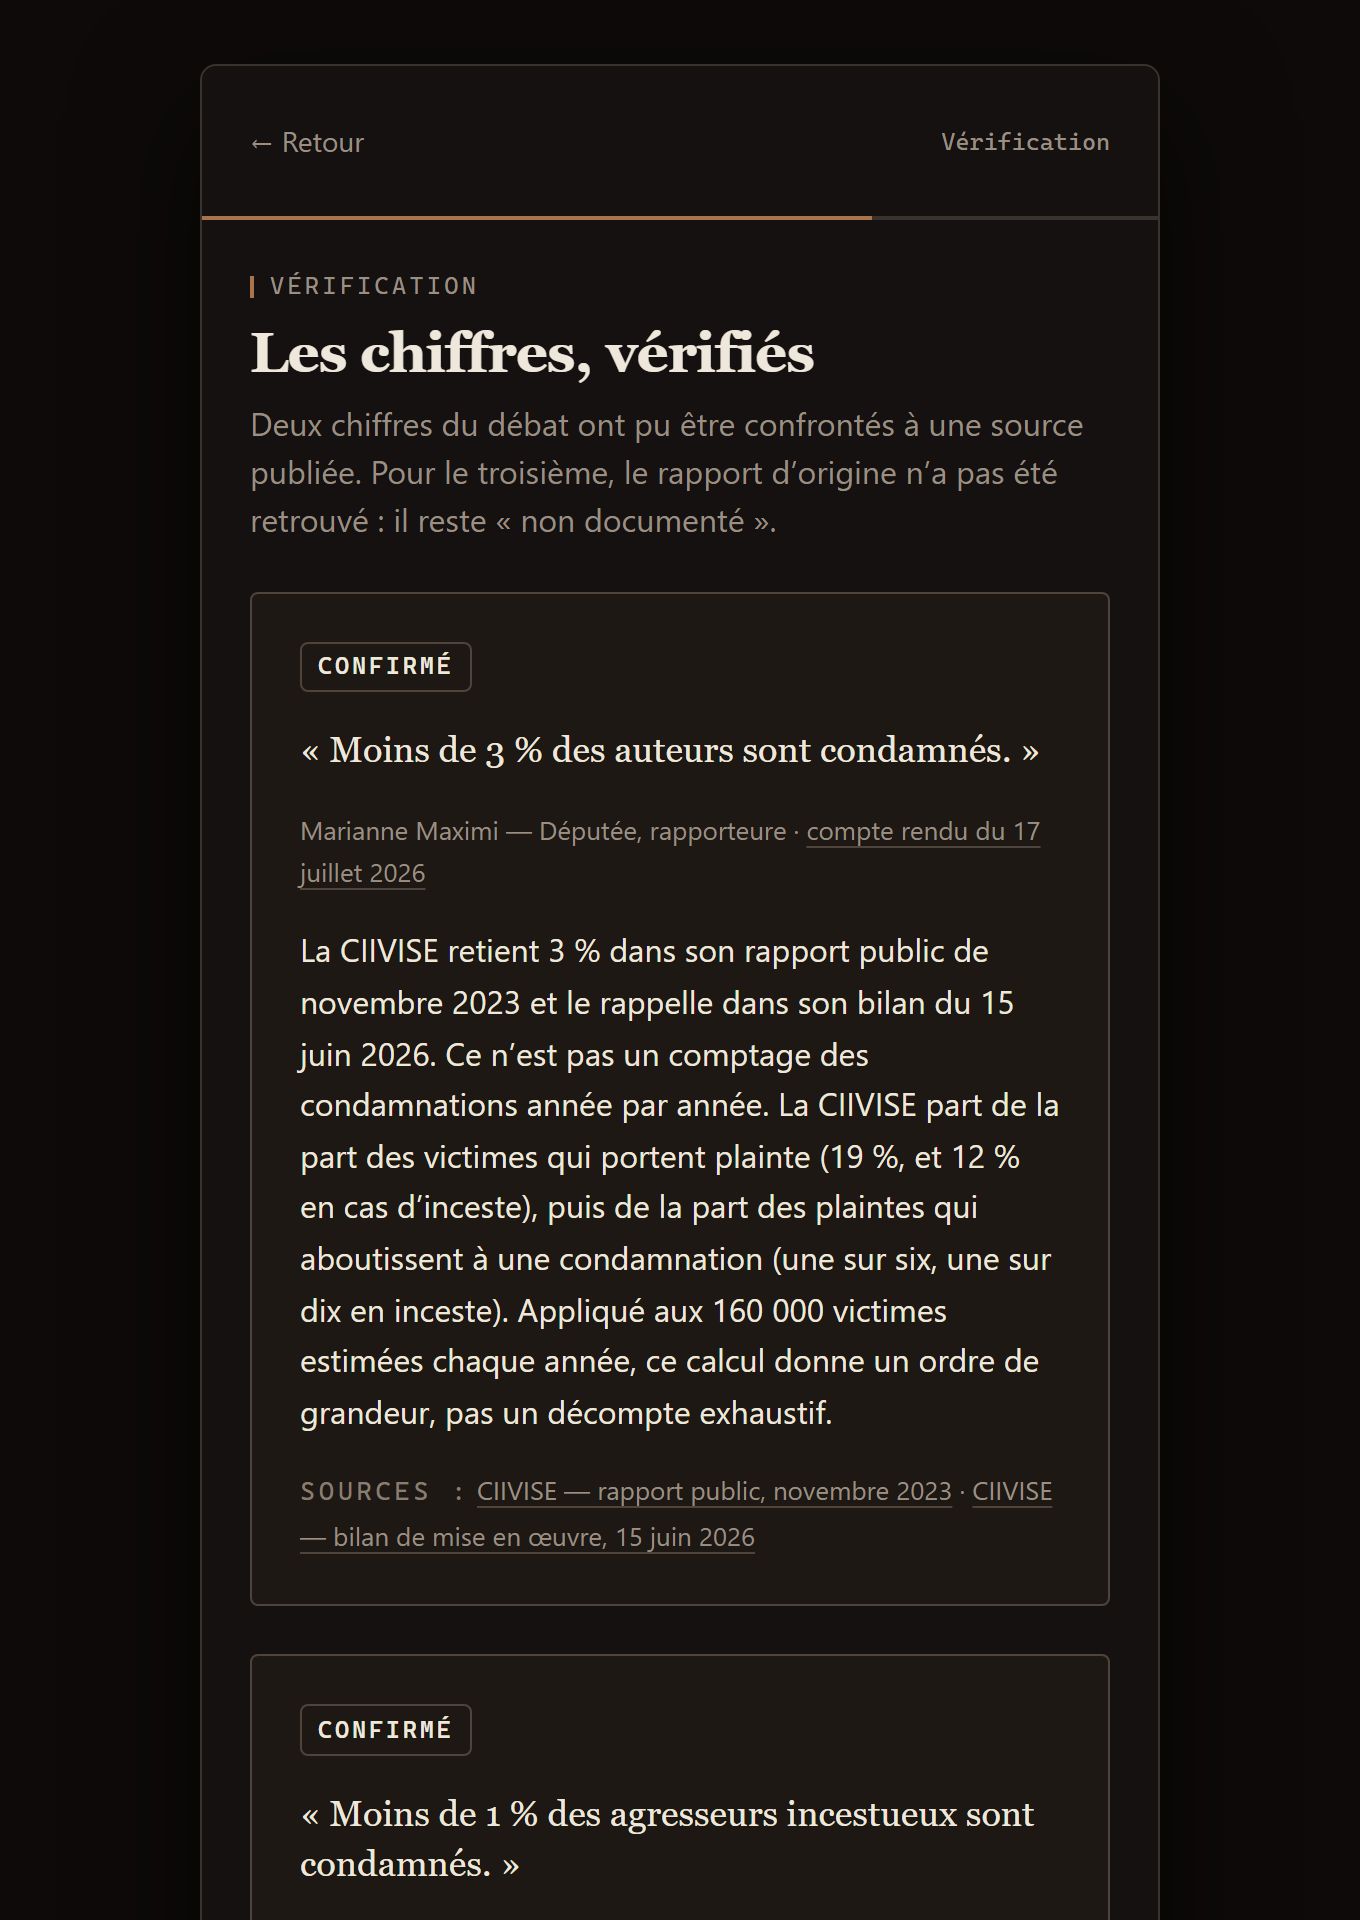 ← Retour
Vérification
VÉRIFICATION
Les chiffres, vérifiés
Deux chiffres du débat ont pu être confrontés à une source
publiée. Pour le troisième, le rapport d’origine n’a pas été
retrouvé : il reste « non documenté ».
CONFIRMÉ
« Moins de 3 % des auteurs sont condamnés. »
Marianne Maximi — Députée, rapporteure · compte rendu du 17
juillet 2026
La CIIVISE retient 3 % dans son rapport public de
novembre 2023 et le rappelle dans son bilan du 15
juin 2026. Ce n’est pas un comptage des
condamnations année par année. La CIIVISE part de la
part des victimes qui portent plainte (19 %, et 12 %
en cas d’inceste), puis de la part des plaintes qui
aboutissent à une condamnation (une sur six, une sur
dix en inceste). Appliqué aux 160 000 victimes
estimées chaque année, ce calcul donne un ordre de
grandeur, pas un décompte exhaustif.
SOURCES : CIIVISE — rapport public, novembre 2023 · CIIVISE
— bilan de mise en œuvre, 15 juin 2026
CONFIRMÉ
« Moins de 1 % des agresseurs incestueux sont
condamnés. »